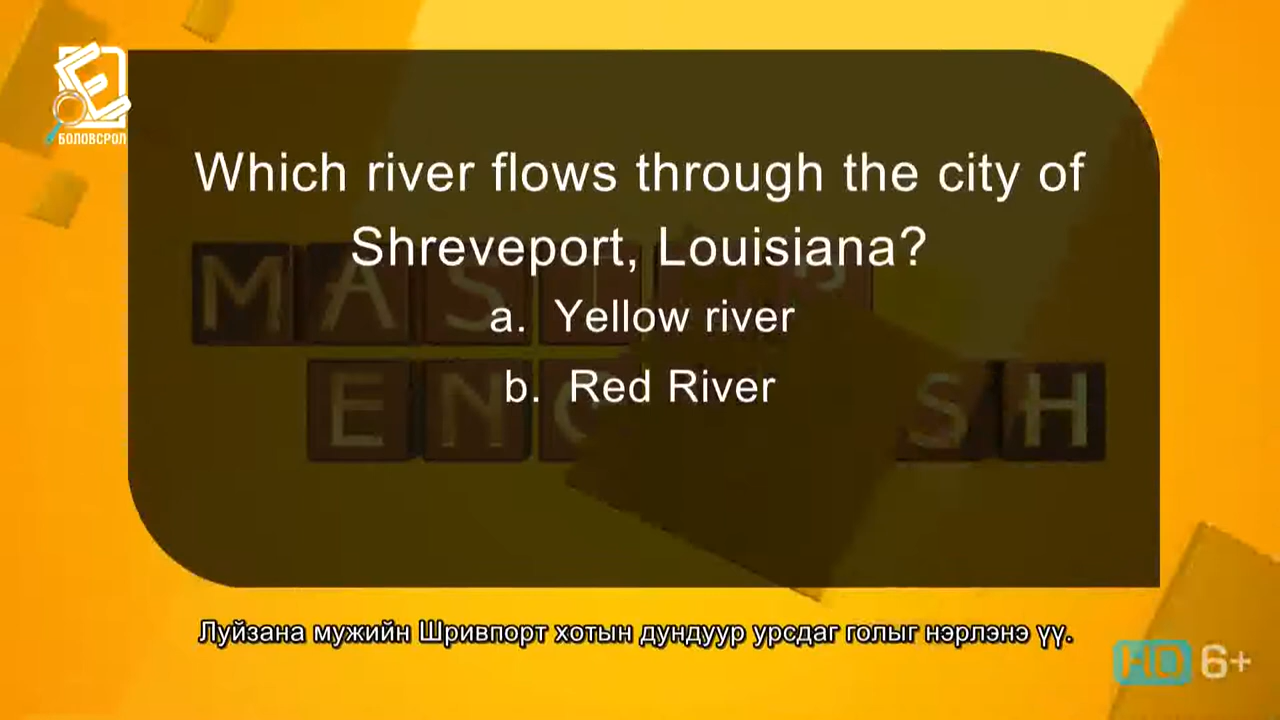 БОЛОВСРОЛ
Which river flows through the city of
Shreveport, Louisiana?
a. Yellow river
b. Red River
Луйзана мужийн Шривпорт хотын дундуур урсдаг голыг нэрлэнэ үү.
HD 6+